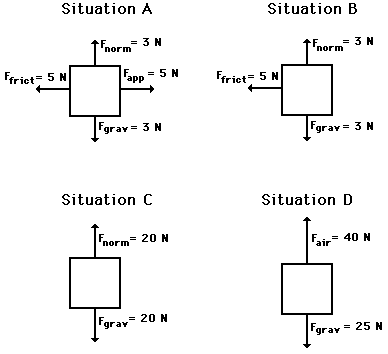 Situation A
Situation B
Fnorm = 3 N
Ffrict = 5 N
Fapp = 5 N
Fgrav = 3 N
Fnorm = 3 N
Ffrict = 5 N
Fgrav = 3 N
Situation C
Situation D
Fnorm = 20 N
Fgrav = 20 N
Fair = 40 N
Fgrav = 25 N